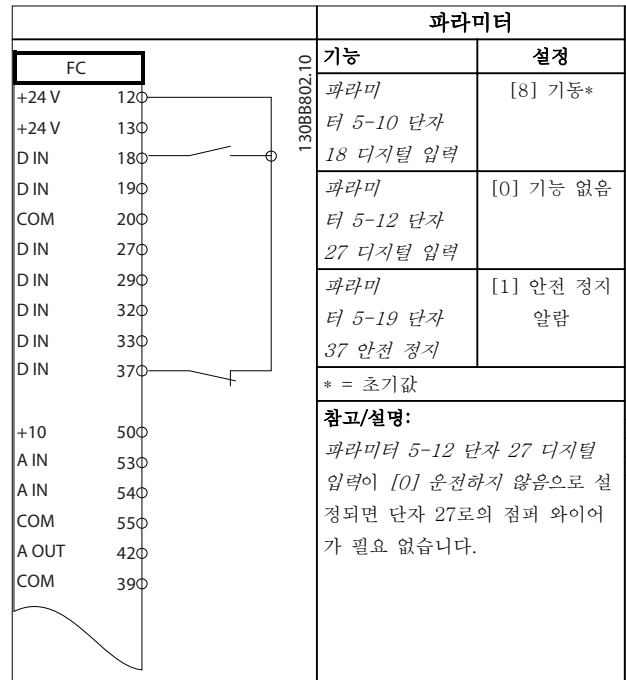 FC
+24 V 12
+24 V 13
D IN 18
D IN 19
COM 20
D IN 27
D IN 29
D IN 32
D IN 33
D IN 37
+10 50
A IN 53
A IN 54
COM 55
A OUT 42
COM 39
130BB802.10
파라미터
기능 설정
파라미 [8] 기동*
터 5-10 단자
18 디지털 입력
파라미 [0] 기능 없음
터 5-12 단자
27 디지털 입력
파라미 [1] 안전 정지
터 5-19 단자 알람
37 안전 정지
* = 초기값
참고/설명:
파라미터 5-12 단자 27 디지털
입력이 [0] 운전하지 않음으로 설
정되면 단자 27로의 점퍼 와이어
가 필요 없습니다.